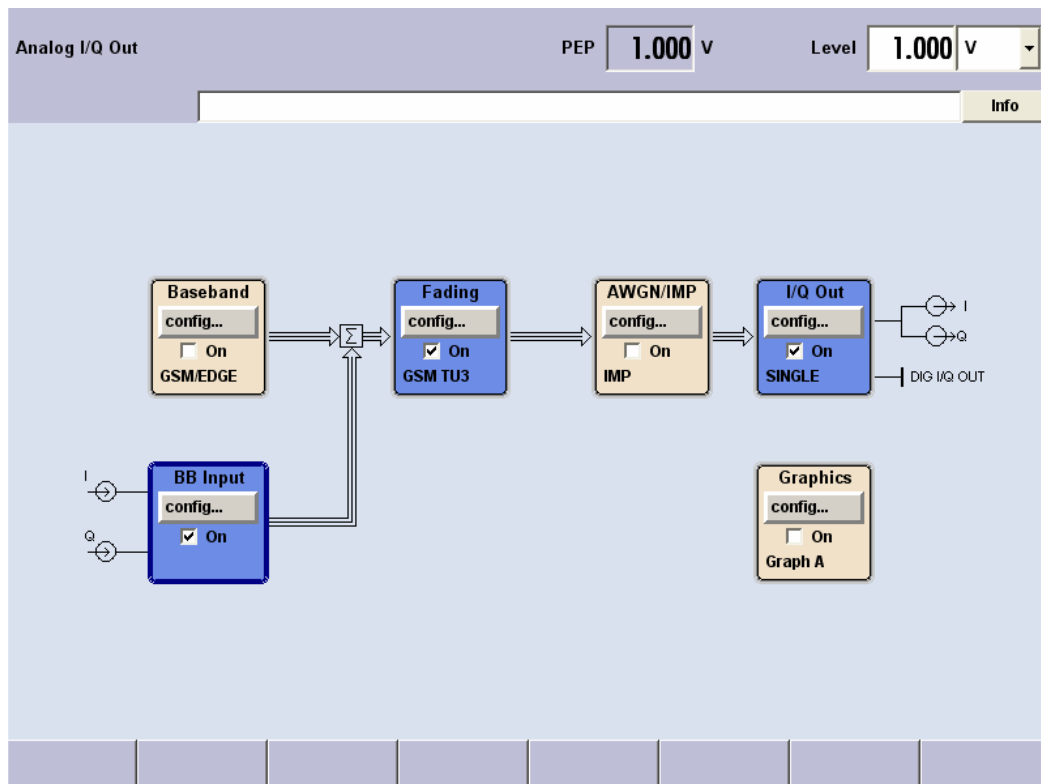 Analog I/Q Out
PEP 1.000 V
Level 1.000 V
Info
Baseband
config...
On
GSM/EDGE
Σ
Fading
config...
On
GSM TU3
AWGN/IMP
config...
On
IMP
I/Q Out
config...
On
SINGLE
I
Q
DIG I/Q OUT
I
Q
BB Input
config...
On
Graphics
config...
On
Graph A